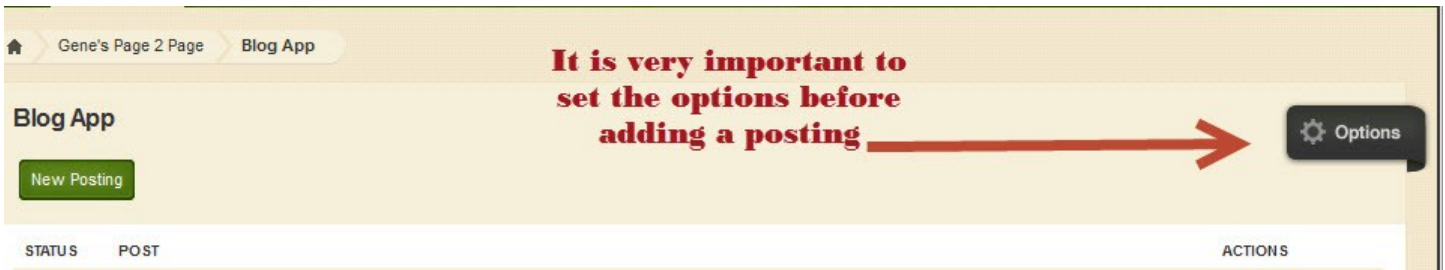 Gene's Page 2 Page Blog App
It is very important to
set the options before
adding a posting
Blog App
Options
New Posting
STATUS POST ACTIONS